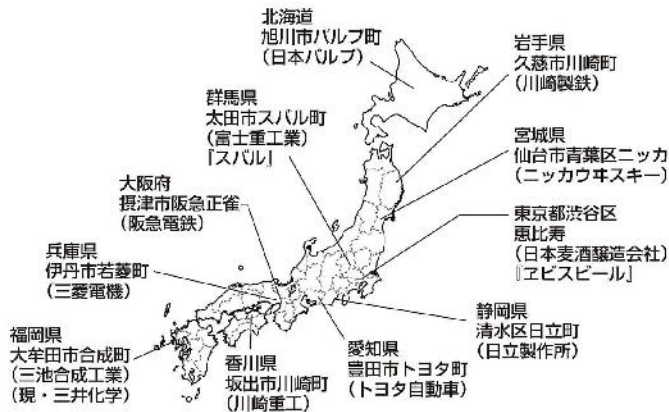 北海道
旭川市パルプ町
（日本パルプ）
岩手県
久慈市川崎町
（川崎製鉄）
群馬県
太田市スバル町
（富士重工業）
『スバル』
宮城県
仙台市青葉区ニッカ
（ニッカウヰスキー）
大阪府
摂津市阪急正雀
（阪急電鉄）
東京都渋谷区
恵比寿
（日本麦酒醸造会社）
『ヱビスビール』
兵庫県
伊丹市若菱町
（三菱電機）
静岡県
清水区日立町
（日立製作所）
福岡県
大牟田市合成町
（三池合成工業）
（現・三井化学）
香川県
坂出市川崎町
（川崎重工）
愛知県
豊田市トヨタ町
（トヨタ自動車）